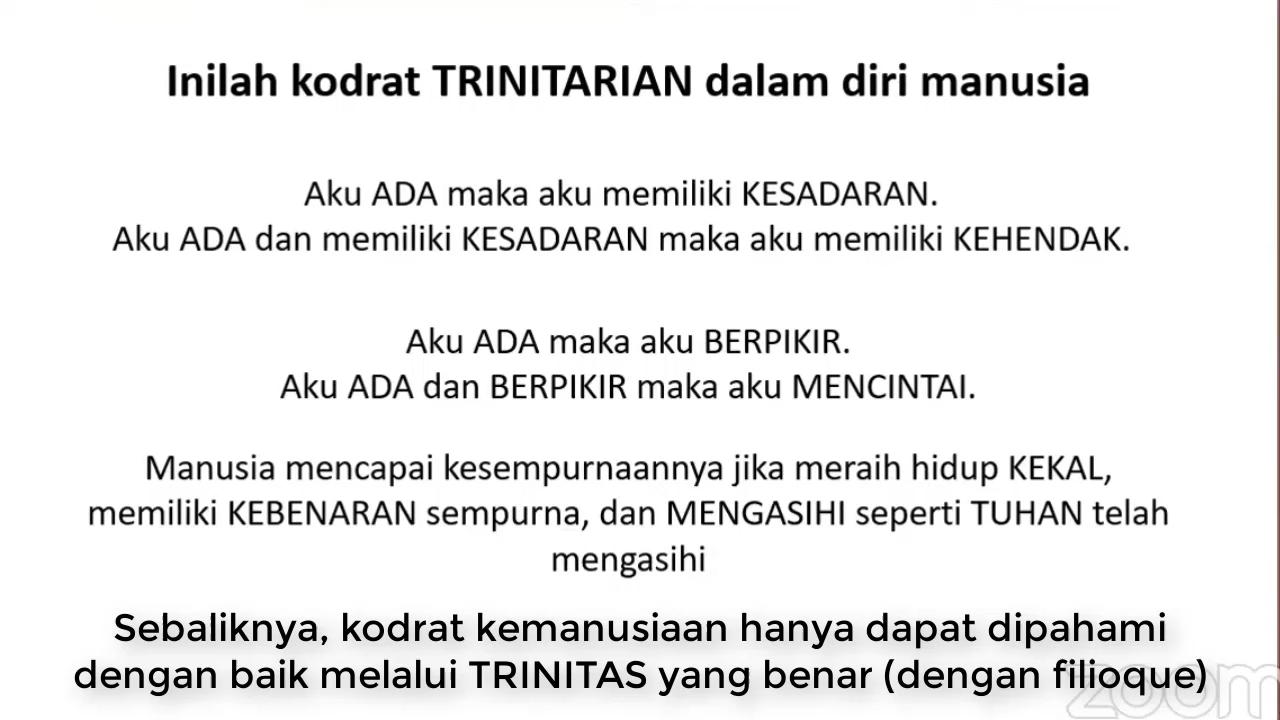 Inilah kodrat TRINITARIAN dalam diri manusia
Aku ADA maka aku memiliki KESADARAN.
Aku ADA dan memiliki KESADARAN maka aku memiliki KEHENDAK.
Aku ADA maka aku BERPIKIR.
Aku ADA dan BERPIKIR maka aku MENCINTAI.
Manusia mencapai kesempurnaannya jika meraih hidup KEKAL,
memiliki KEBENARAN sempurna, dan MENGASIHI seperti TUHAN telah
mengasihi
Sebaliknya, kodrat kemanusiaan hanya dapat dipahami
dengan baik melalui TRINITAS yang benar (dengan filioque)
zoom